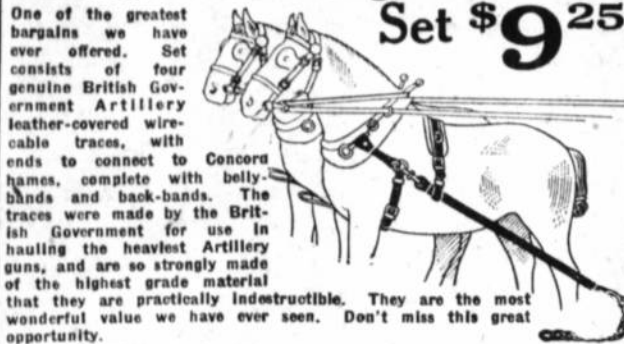 One of the greatest
bargains we have
ever offered. Set
consists of four
genuine British Gov-
ernment Artillery
leather-covered wire-
cable traces, with
ends to connect to Concord
hames, complete with belly-
bands and back-bands. The
traces were made by the Brit-
ish Government for use in
hauling the heaviest Artillery
guns, and are so strongly made
of the highest grade material
that they are practically indestructible. They are the most
wonderful value we have ever seen. Don't miss this great
opportunity.
Set $9 25